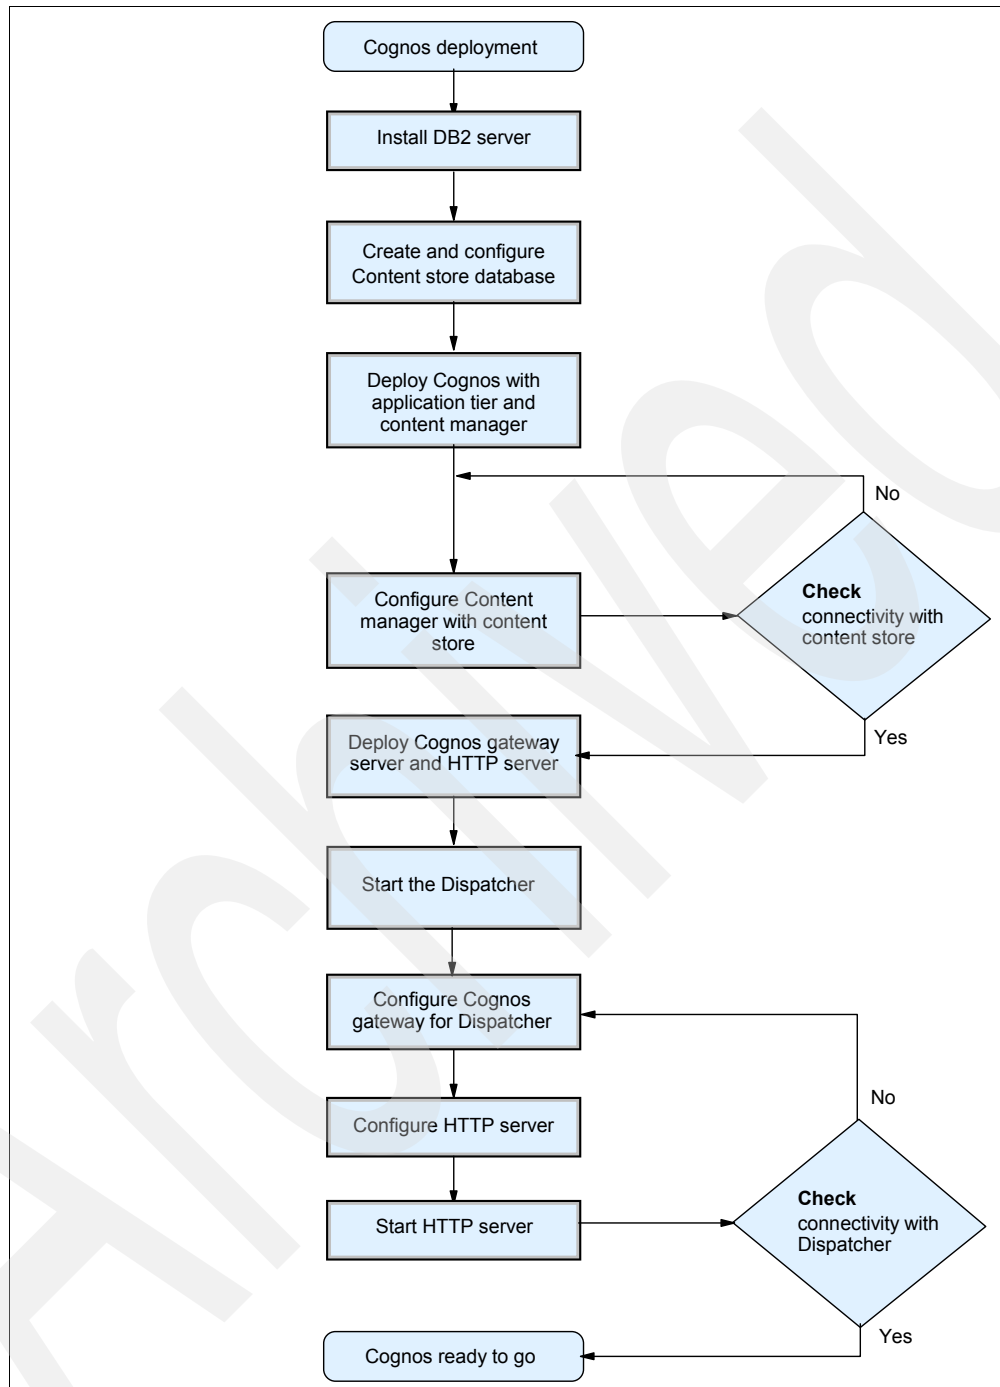 Cognos deployment
Install DB2 server
Create and configure
Content store database
Deploy Cognos with
application tier and
content manager
No
Configure Content
manager with content
store
Check
connectivity with
content store
Yes
Deploy Cognos gateway
server and HTTP server
Start the Dispatcher
Configure Cognos
gateway for Dispatcher
No
Configure HTTP server
Check
connectivity with
Dispatcher
Start HTTP server
Yes
Cognos ready to go
Archived